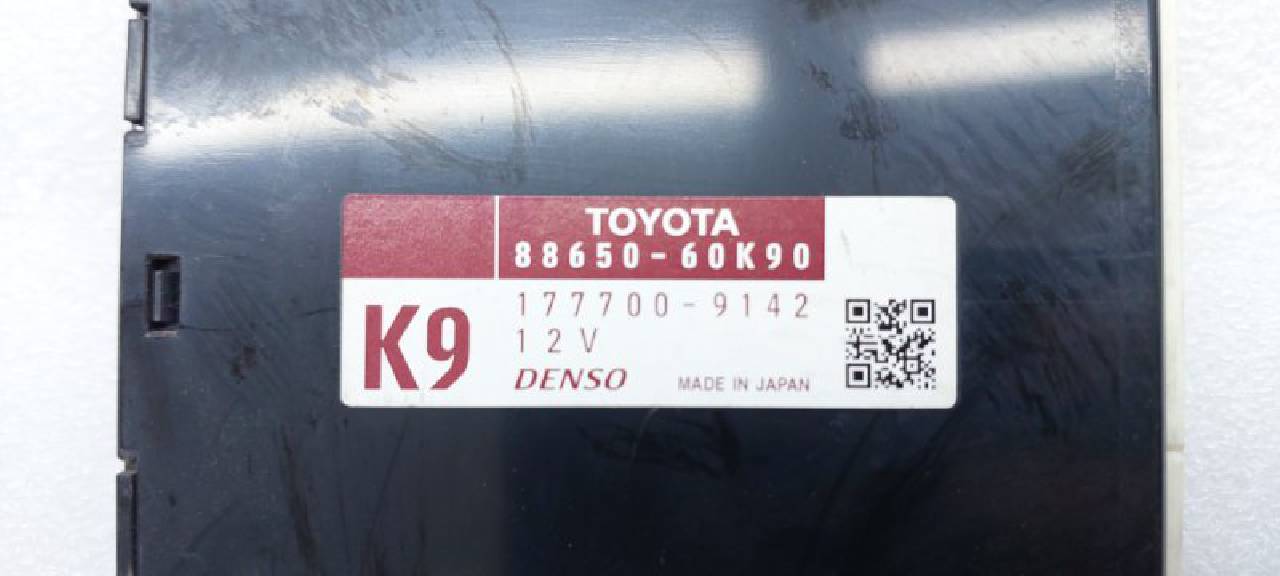 TOYOTA
88650-60K90
K9
177700-9142
12V
DENSO
MADE IN JAPAN